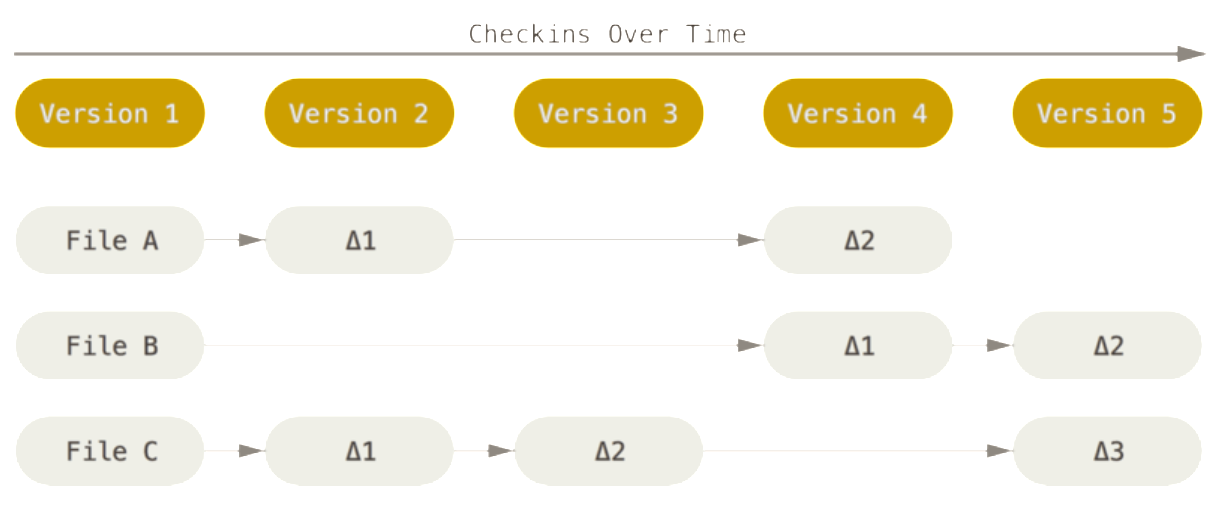 Checkins Over Time
Version 1 Version 2 Version 3 Version 4 Version 5
File A Δ1 Δ2
File B Δ1 Δ2
File C Δ1 Δ2 Δ3